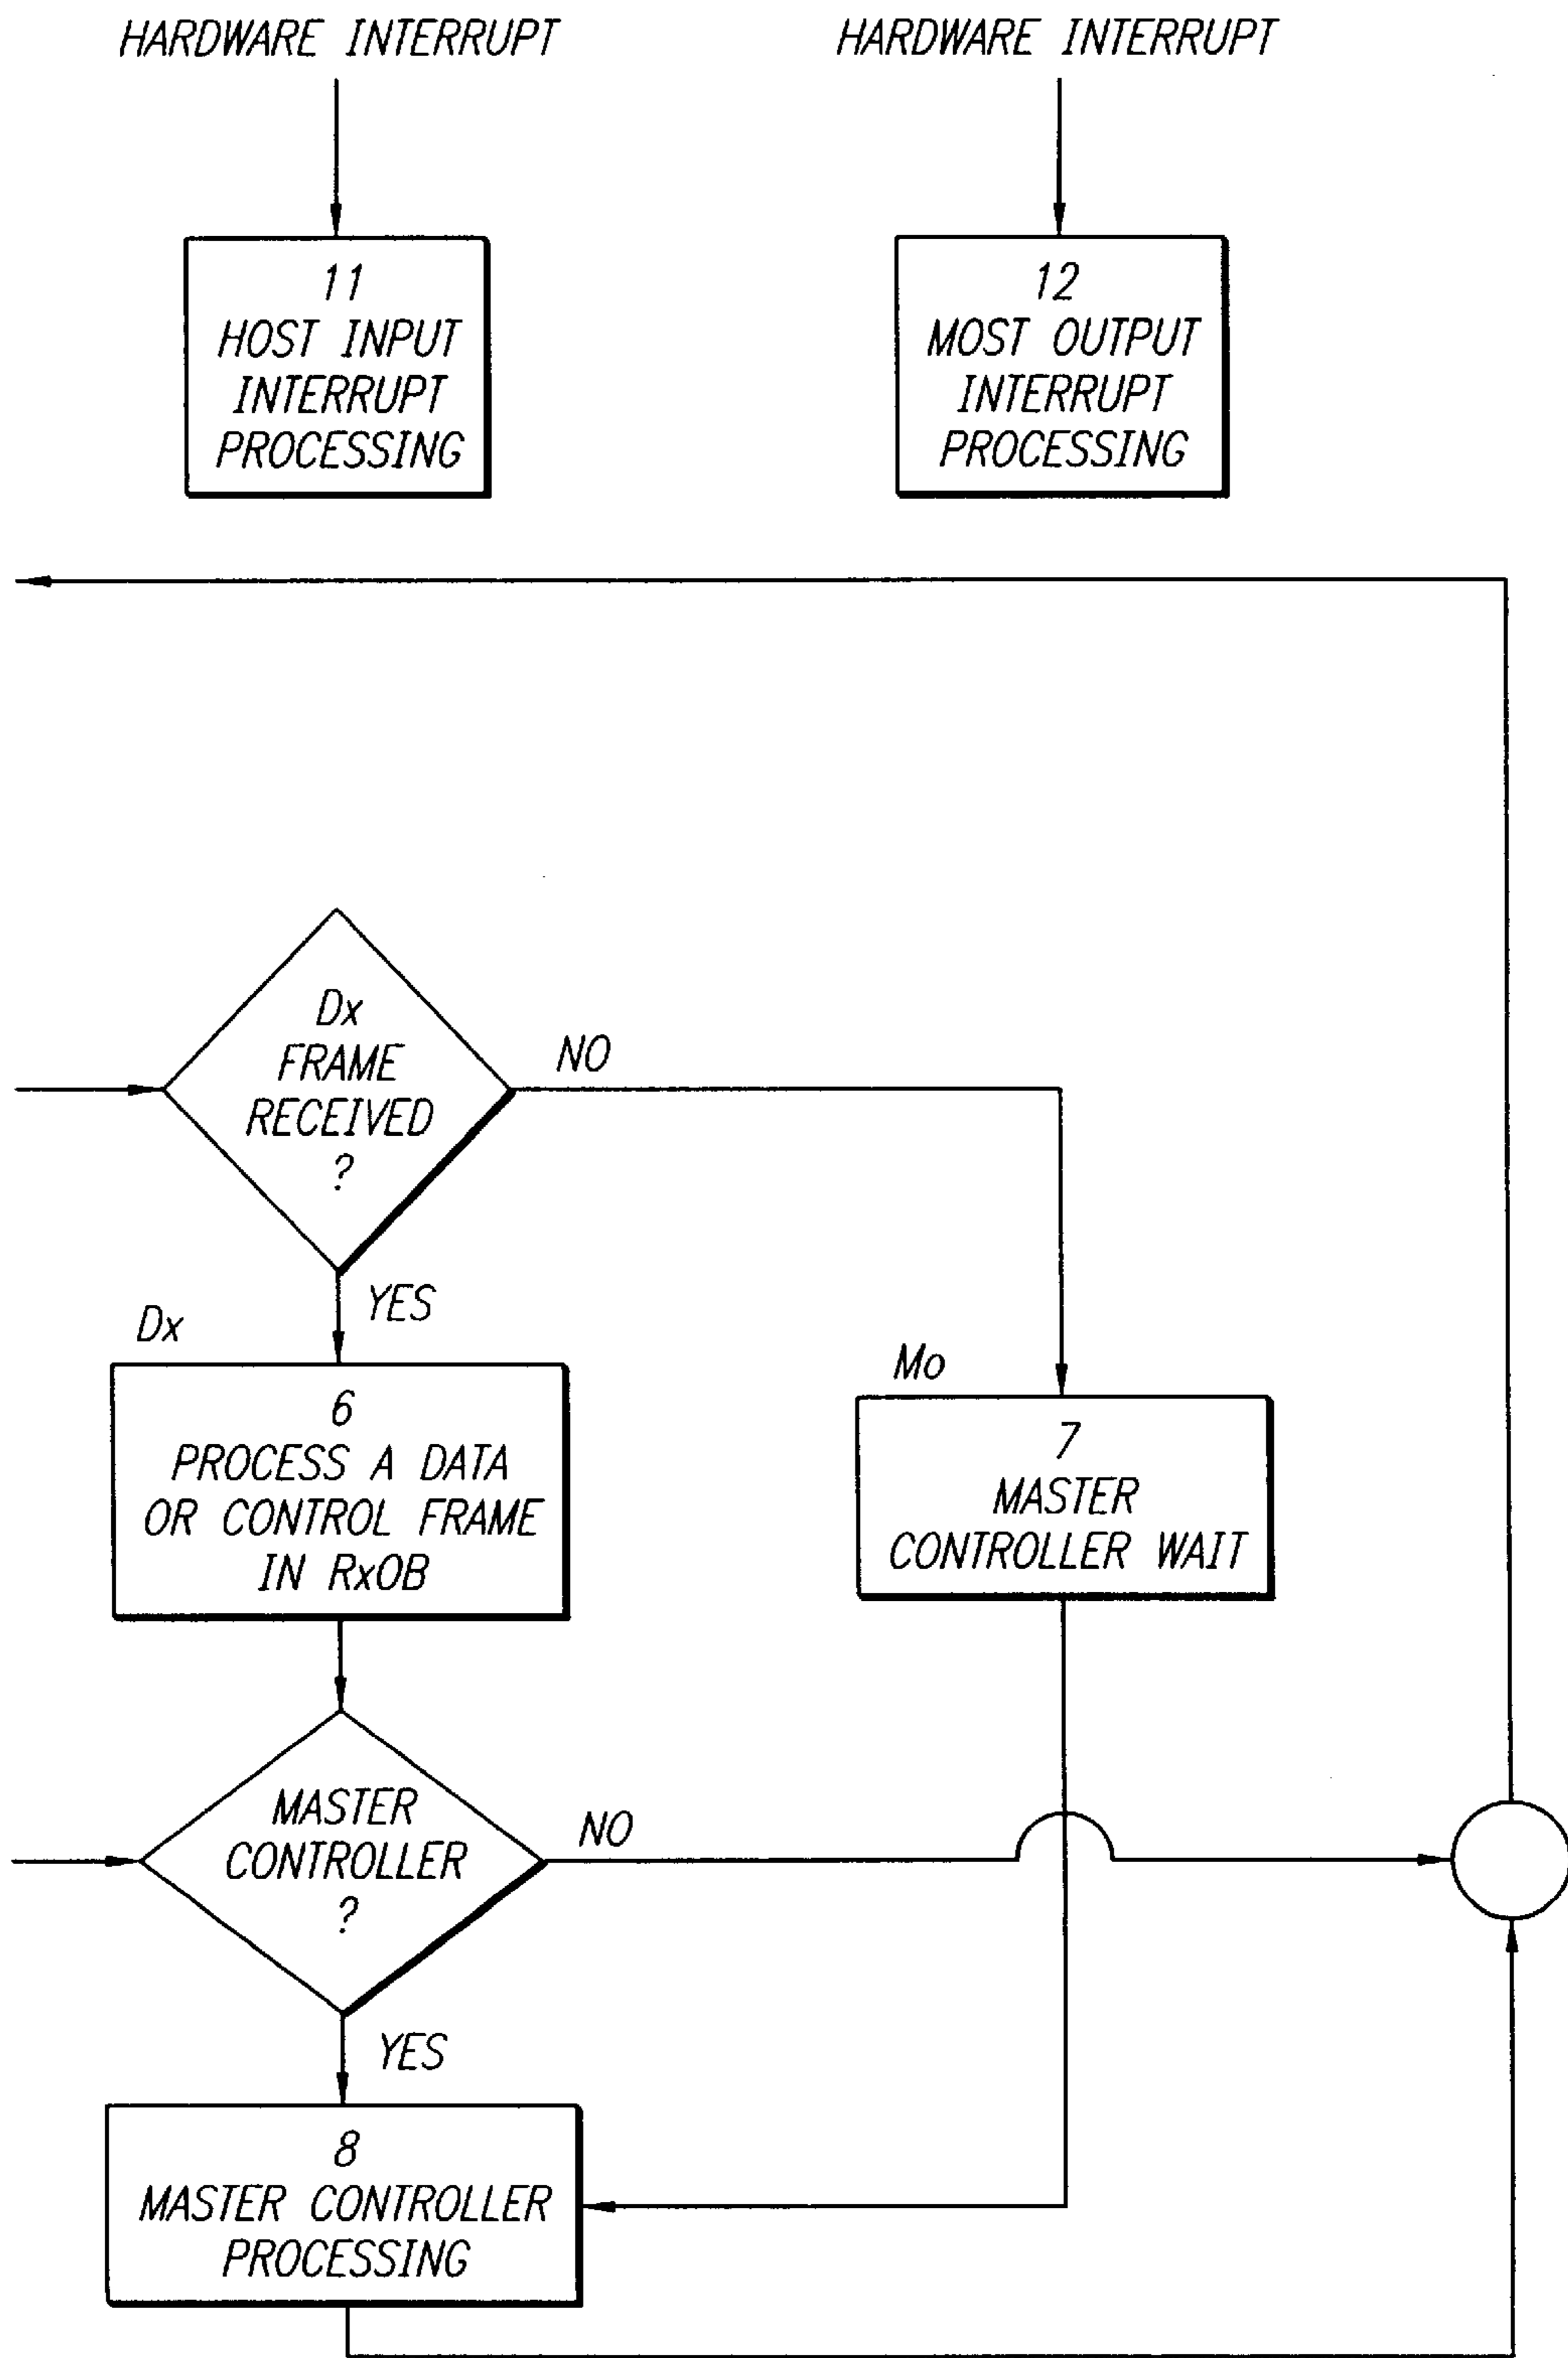 HARDWARE INTERRUPT
HARDWARE INTERRUPT
11
HOST INPUT
INTERRUPT
PROCESSING
12
MOST OUTPUT
INTERRUPT
PROCESSING
Dx
FRAME
RECEIVED
?
NO
YES
Dx
6
PROCESS A DATA
OR CONTROL FRAME
IN RxOB
Mo
7
MASTER
CONTROLLER WAIT
MASTER
CONTROLLER
?
NO
YES
8
MASTER CONTROLLER
PROCESSING